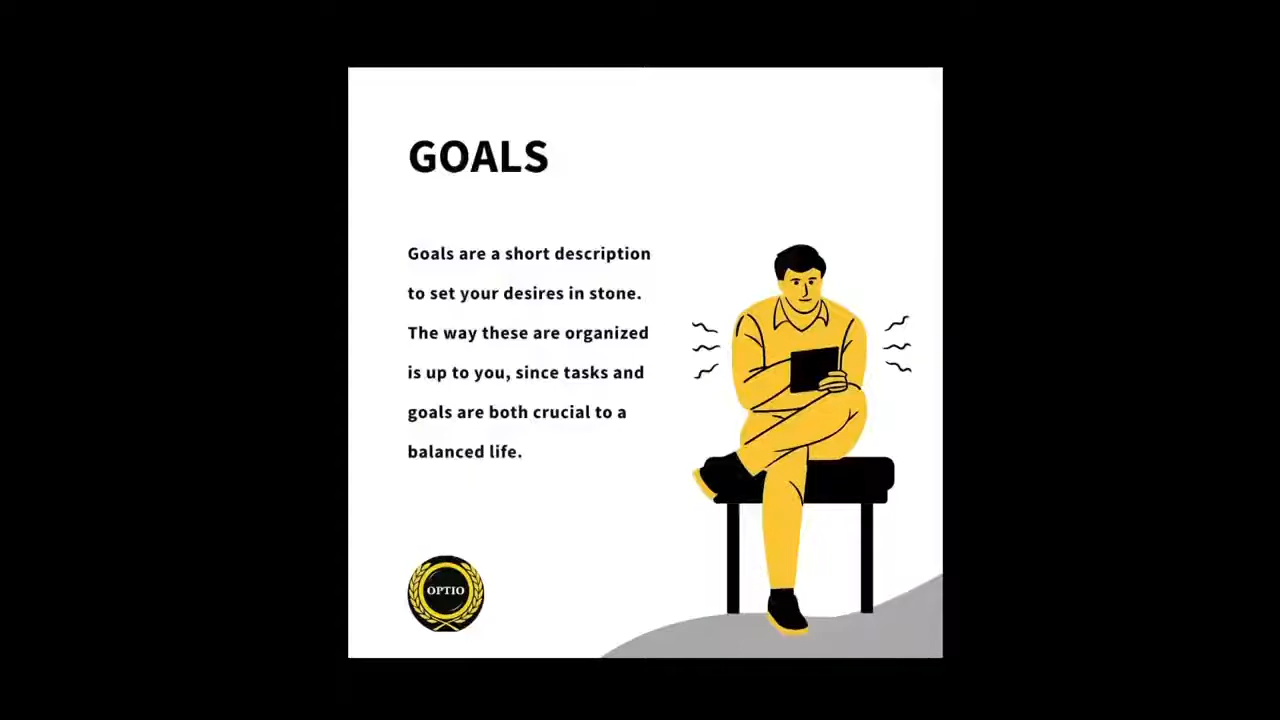 GOALS
Goals are a short description
to set your desires in stone.
The way these are organized
is up to you, since tasks and
goals are both crucial to a
balanced life.
OPTIO